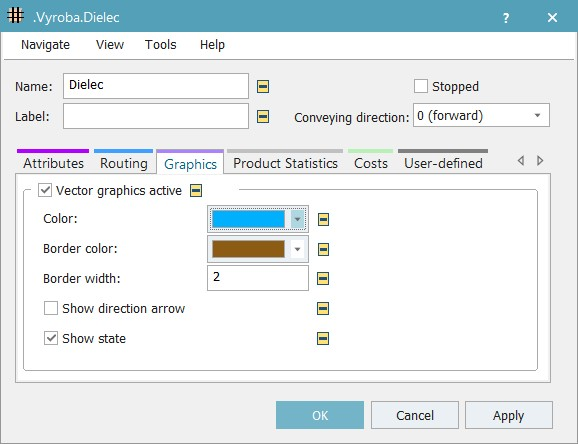 .Vyroba.Dielec
?
Navigate View Tools Help
Name: Dielec Stopped
Label: Conveying direction: 0 (forward)
Attributes Routing Graphics Product Statistics Costs User-defined
Vector graphics active
Color:
Border color:
Border width: 2
Show direction arrow
Show state
OK Cancel Apply